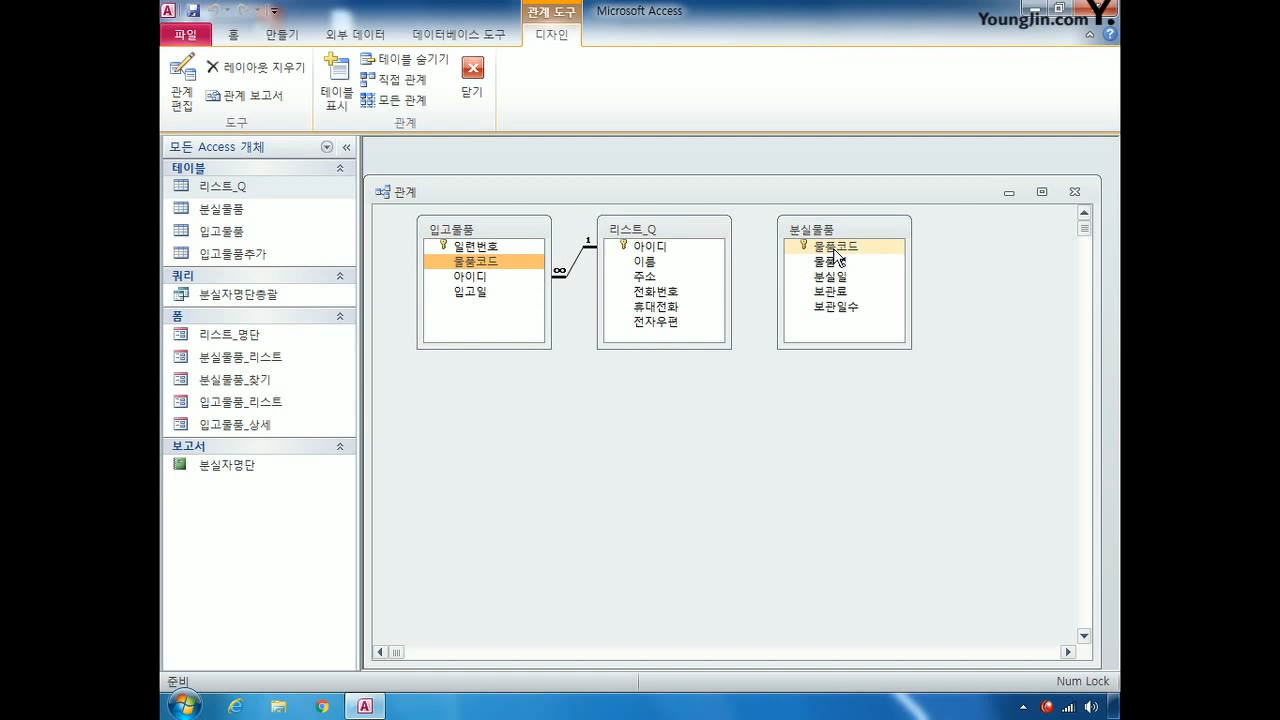 관계 도구
Microsoft Access
YoungJin.com Y.
파일
홈
만들기
외부 데이터
데이터베이스 도구
디자인
관계
편집
레이아웃 지우기
관계 보고서
도구
테이블
표시
테이블 숨기기
직접 관계
모든 관계
닫기
관계
모든 Access 개체
테이블
리스트_Q
분실물품
입고물품
입고물품추가
쿼리
분실자명단총괄
폼
리스트_명단
분실물품_리스트
분실물품_찾기
입고물품_리스트
입고물품_상세
보고서
분실자명단
관계
입고물품
일련번호
물품코드
아이디
입고일
∞
1
리스트_Q
아이디
이름
주소
전화번호
휴대전화
전자우편
분실물품
물품코드
분실일
보관료
보관일수
준비
Num Lock